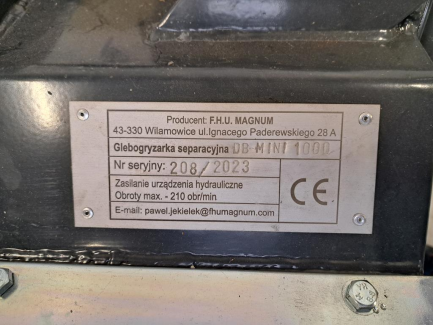 Producent: F.H.U. MAGNUM
43-330 Wilamowice ul.Ignacego Paderewskiego 28 A
Glebogryzarka separacyjna DB MINI 1000
Nr seryjny: 208/2023
Zasilanie urządzenia hydrauliczne
Obroty max. - 210 obr/min
E-mail: pawel.jekielek@fhumagnum.com
CE